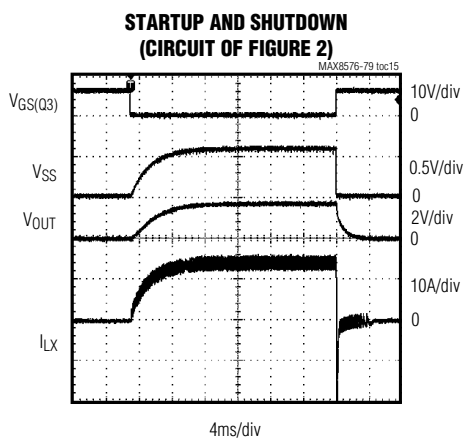 STARTUP AND SHUTDOWN
(CIRCUIT OF FIGURE 2)
MAX8576-79 toc15
T
VGS(Q3)
10V/div
0
VSS
0.5V/div
0
VOUT
2V/div
0
10A/div
0
ILX
4ms/div